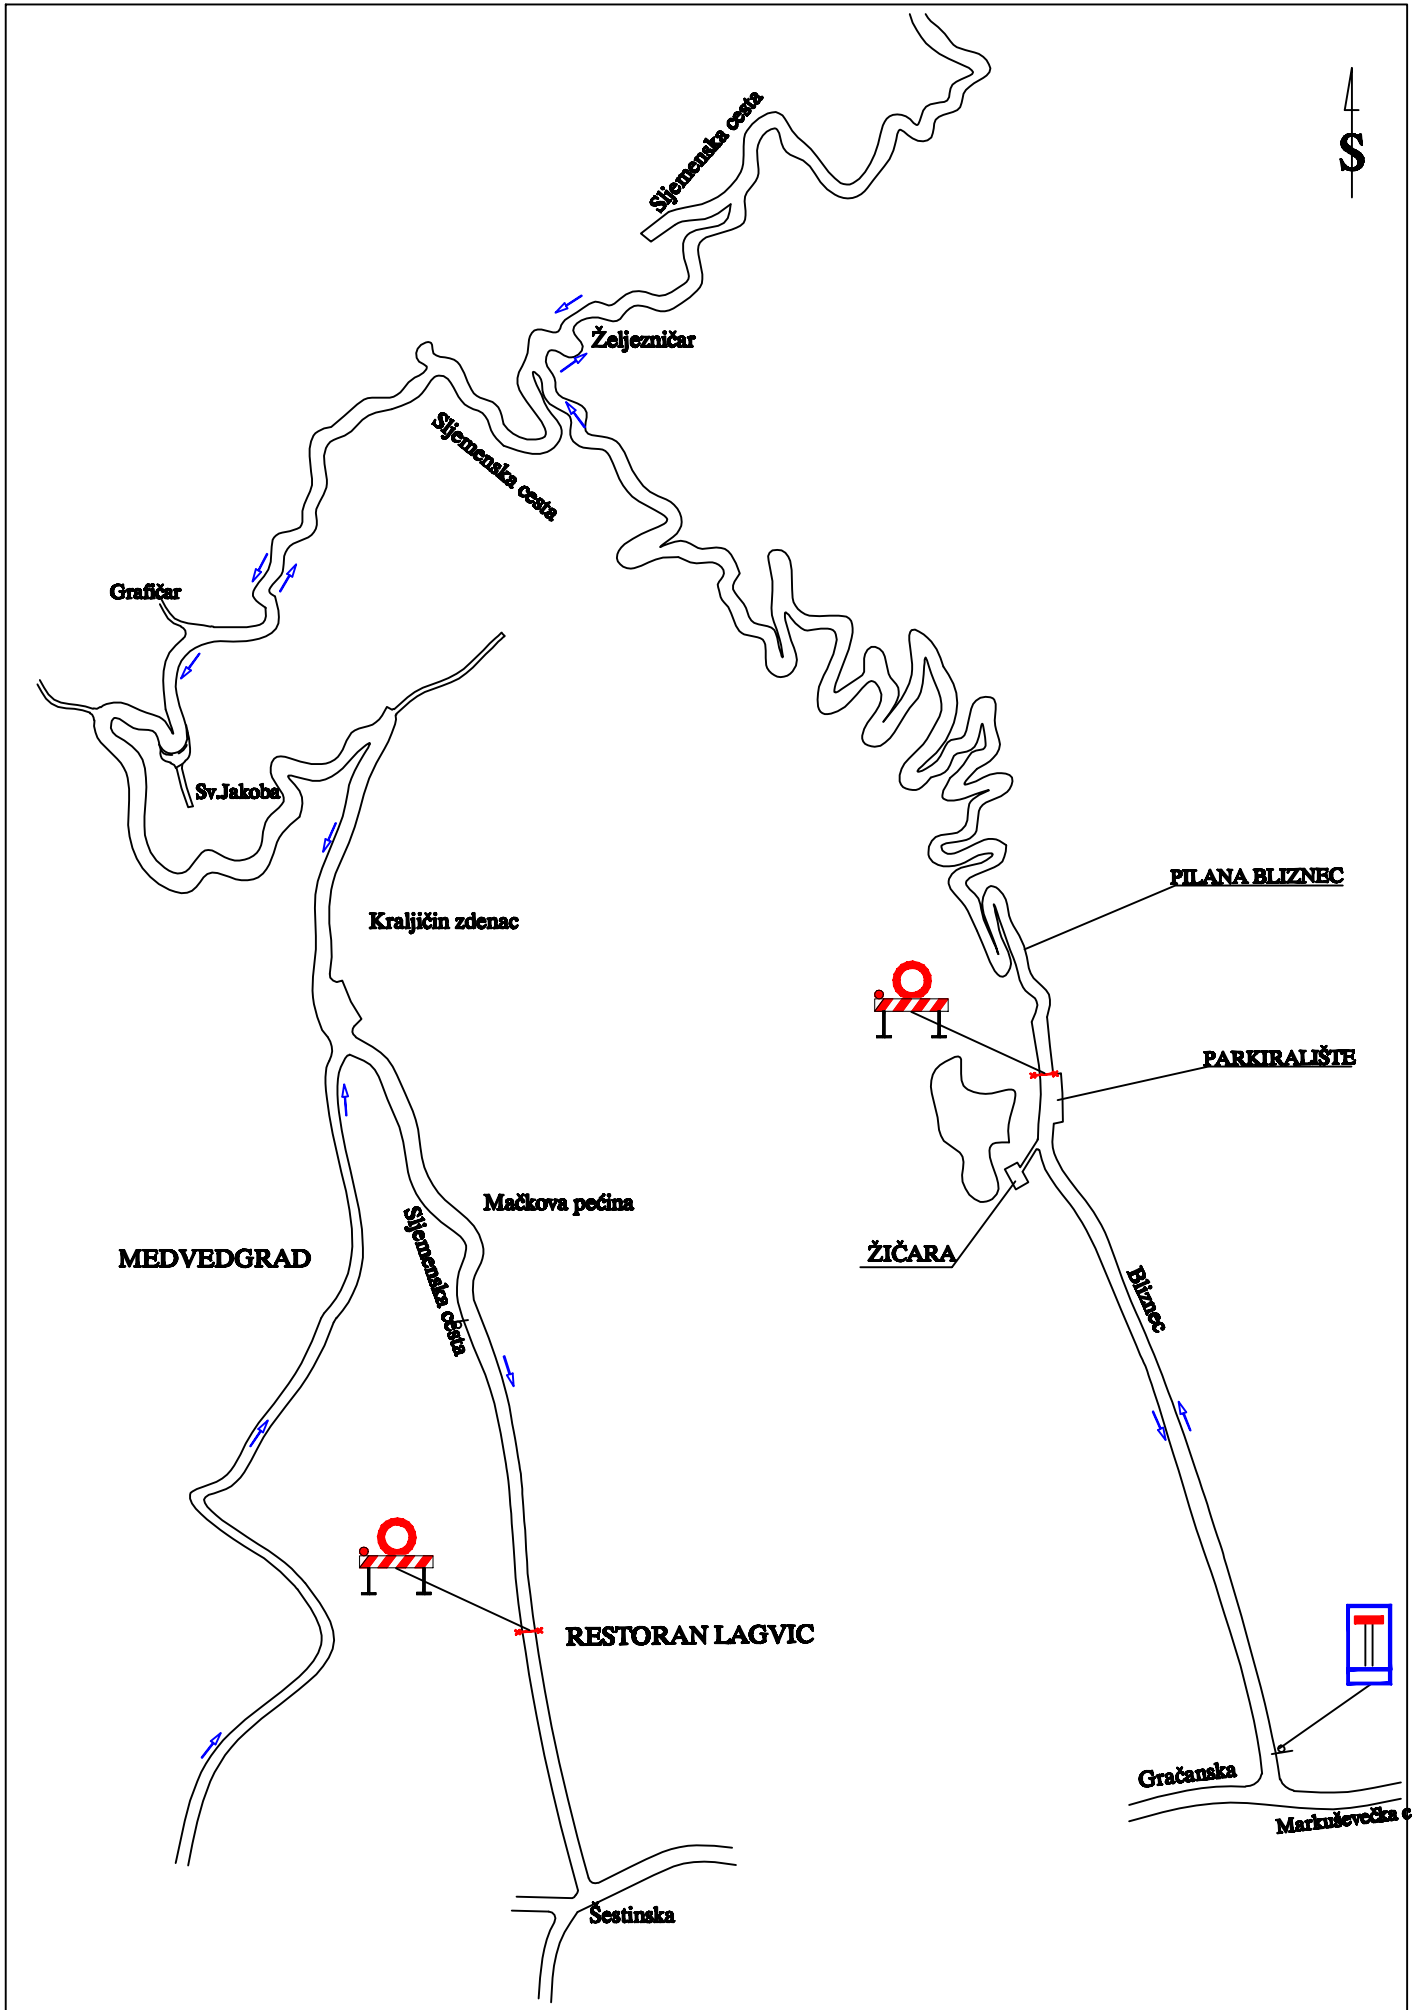 Sljemenska cesta
S
Željezničar
Sljemenska cesta
Grafičar
Sv.Jakoba
PILANA BLIZNEC
Kraljičin zdenac
PARKIRALIŠTE
Mačkova pećina
Sljemenska cesta
MEDVEDGRAD
ŽIČARA
Bliznec
RESTORAN LAGVIC
Gračanska
Markuševečka c
Šestinska